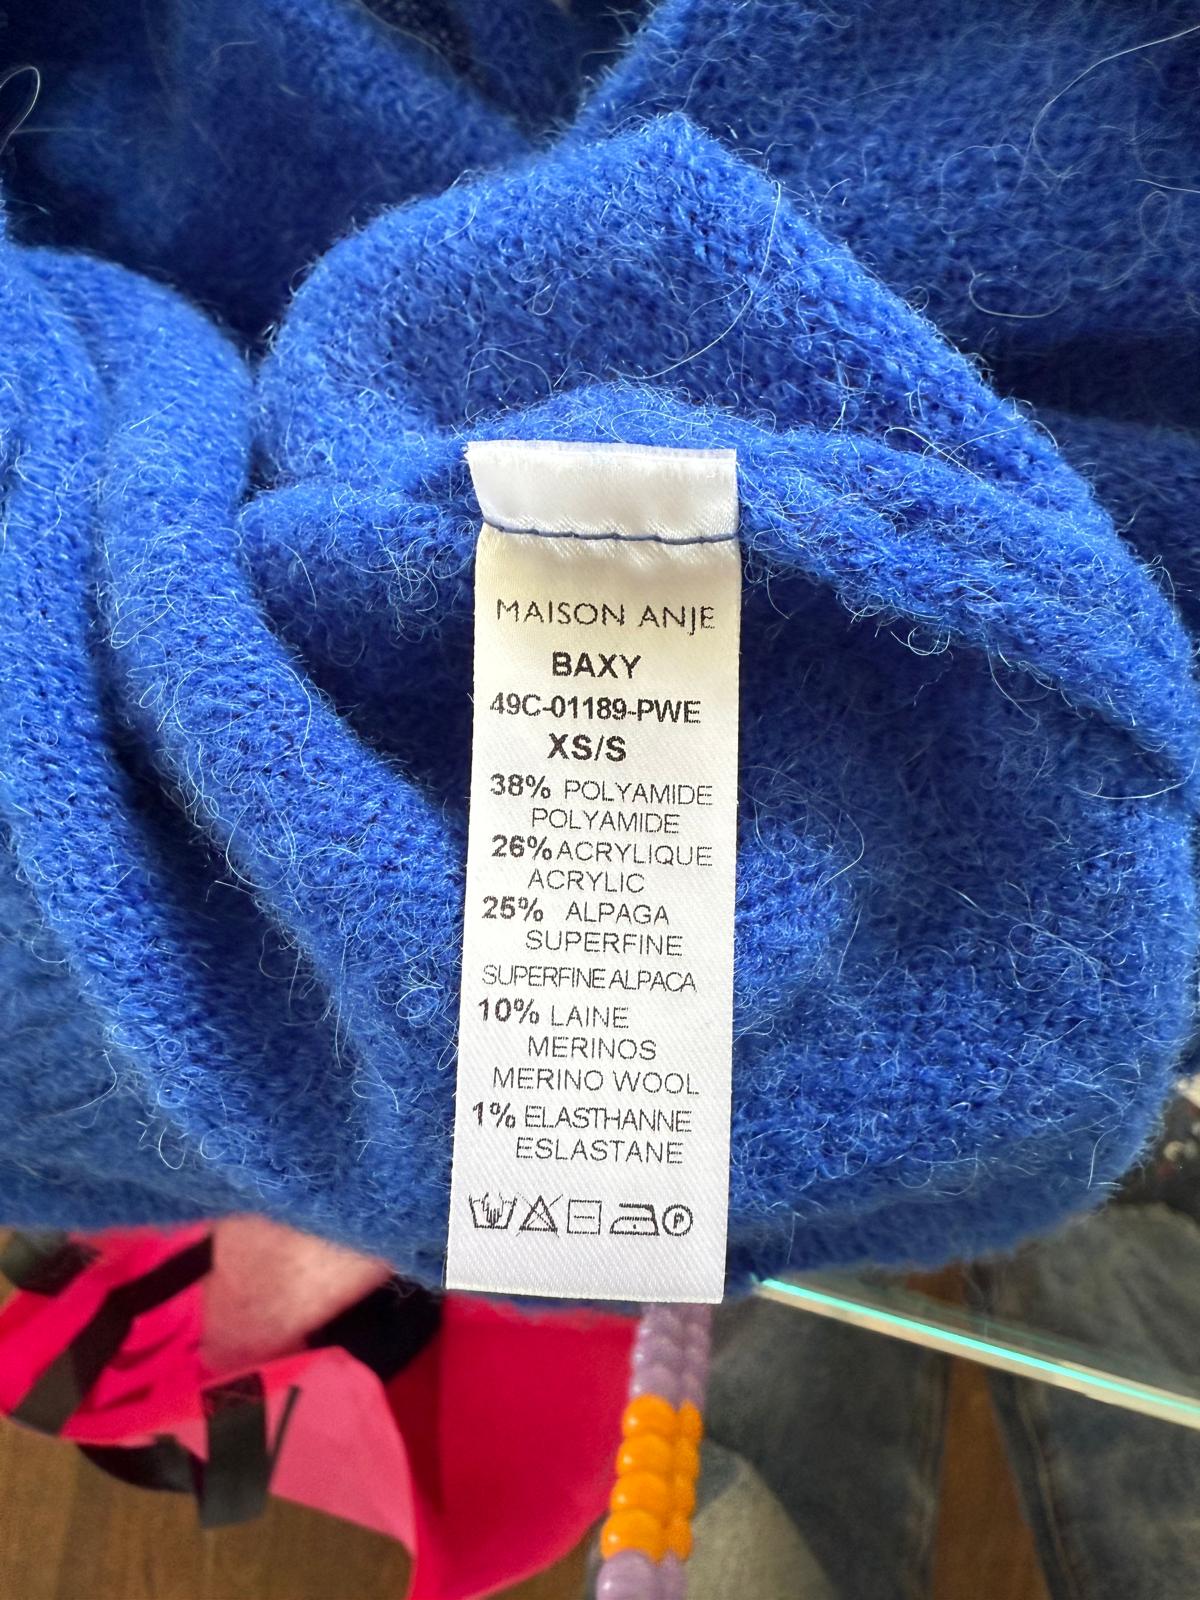 MAISON ANJE
BAXY
49C-01189-PWE
XS/S
38% POLYAMIDE
POLYAMIDE
26% ACRYLIQUE
ACRYLIC
25% ALPAGA
SUPERFINE
SUPERFINE ALPACA
10% LAINE
MERINOS
MERINO WOOL
1% ELASTHANNE
ESLASTANE
P